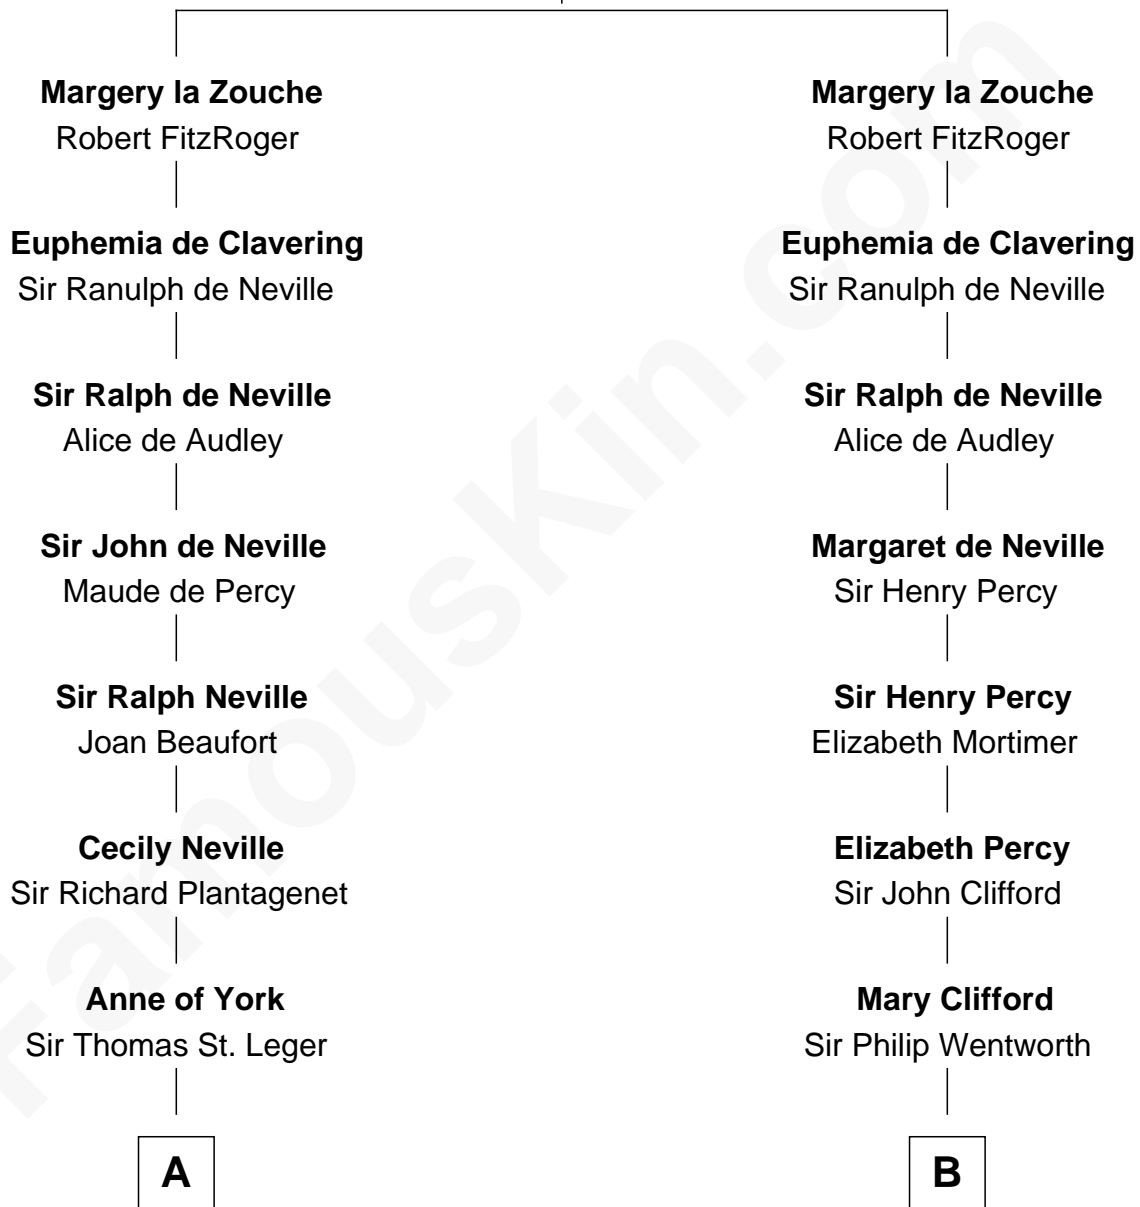 Margery la Zouche
Robert FitzRoger
Euphemia de Clavering
Sir Ranulph de Neville
Sir Ralph de Neville
Alice de Audley
Sir John de Neville
Maude de Percy
Sir Ralph Neville
Joan Beaufort
Cecily Neville
Sir Richard Plantagenet
Anne of York
Sir Thomas St. Leger
A
Margery la Zouche
Robert FitzRoger
Euphemia de Clavering
Sir Ranulph de Neville
Sir Ralph de Neville
Alice de Audley
Margaret de Neville
Sir Henry Percy
Sir Henry Percy
Elizabeth Mortimer
Elizabeth Percy
Sir John Clifford
Mary Clifford
Sir Philip Wentworth
B
FamousKin.com